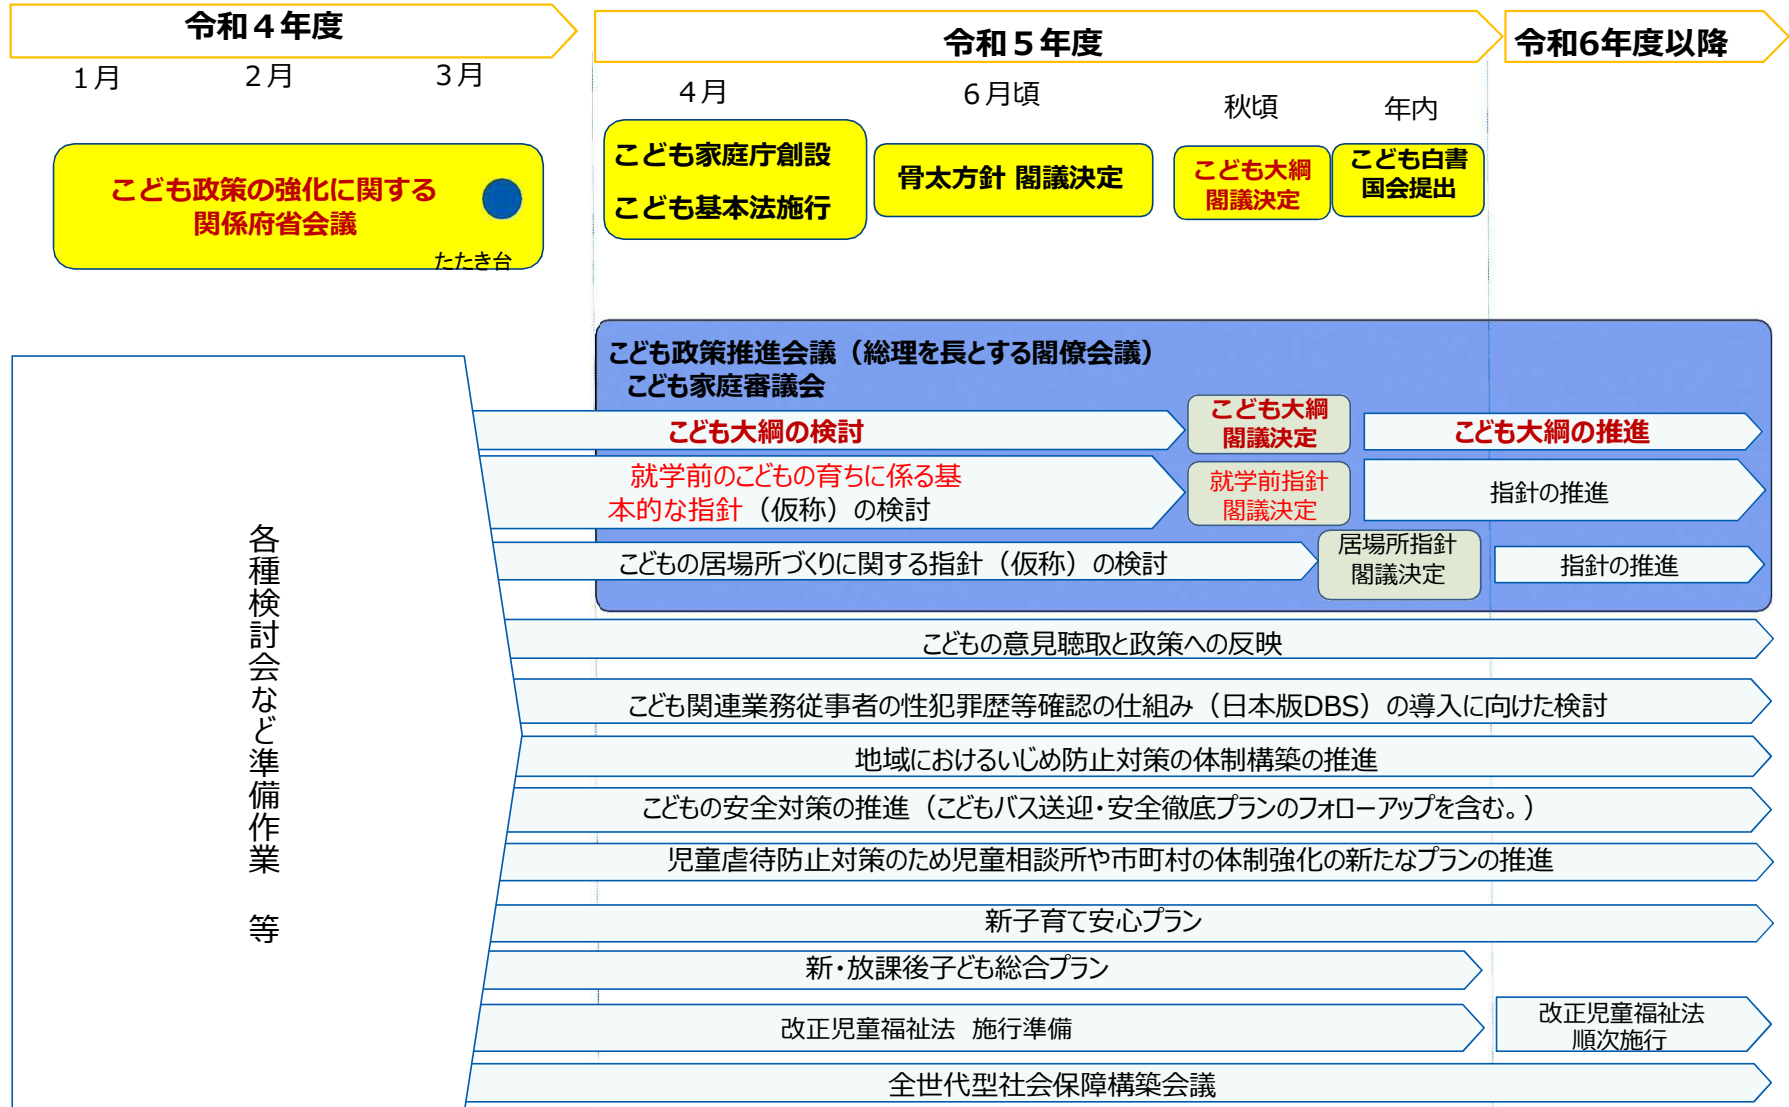 令和４年度
令和５年度
令和6年度以降
１月
２月
３月
４月
６月頃
秋頃
年内
こども政策の強化に関する
関係府省会議
たたき台
こども家庭庁創設
こども基本法施行
骨太方針 閣議決定
こども大綱
閣議決定
こども白書
国会提出
こども政策推進会議（総理を長とする閣僚会議）
こども家庭審議会
こども大綱の検討
こども大綱
閣議決定
こども大綱の推進
就学前のこどもの育ちに係る基
本的な指針（仮称）の検討
就学前指針
閣議決定
指針の推進
こどもの居場所づくりに関する指針（仮称）の検討
居場所指針
閣議決定
指針の推進
各種検討会など準備作業　等
こどもの意見聴取と政策への反映
こども関連業務従事者の性犯罪歴等確認の仕組み（日本版DBS）の導入に向けた検討
地域におけるいじめ防止対策の体制構築の推進
こどもの安全対策の推進（こどもバス送迎・安全徹底プランのフォローアップを含む。）
児童虐待防止対策のため児童相談所や市町村の体制強化の新たなプランの推進
新子育て安心プラン
新・放課後子ども総合プラン
改正児童福祉法 施行準備
改正児童福祉法
順次施行
全世代型社会保障構築会議